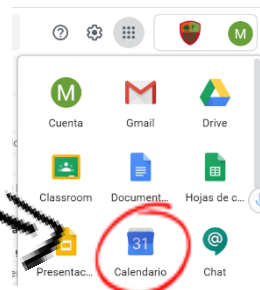 M
M
Cuenta
Gmail
Drive
Classroom
Document...
Hojas de c...
31
Presentac...
Calendario
Chat